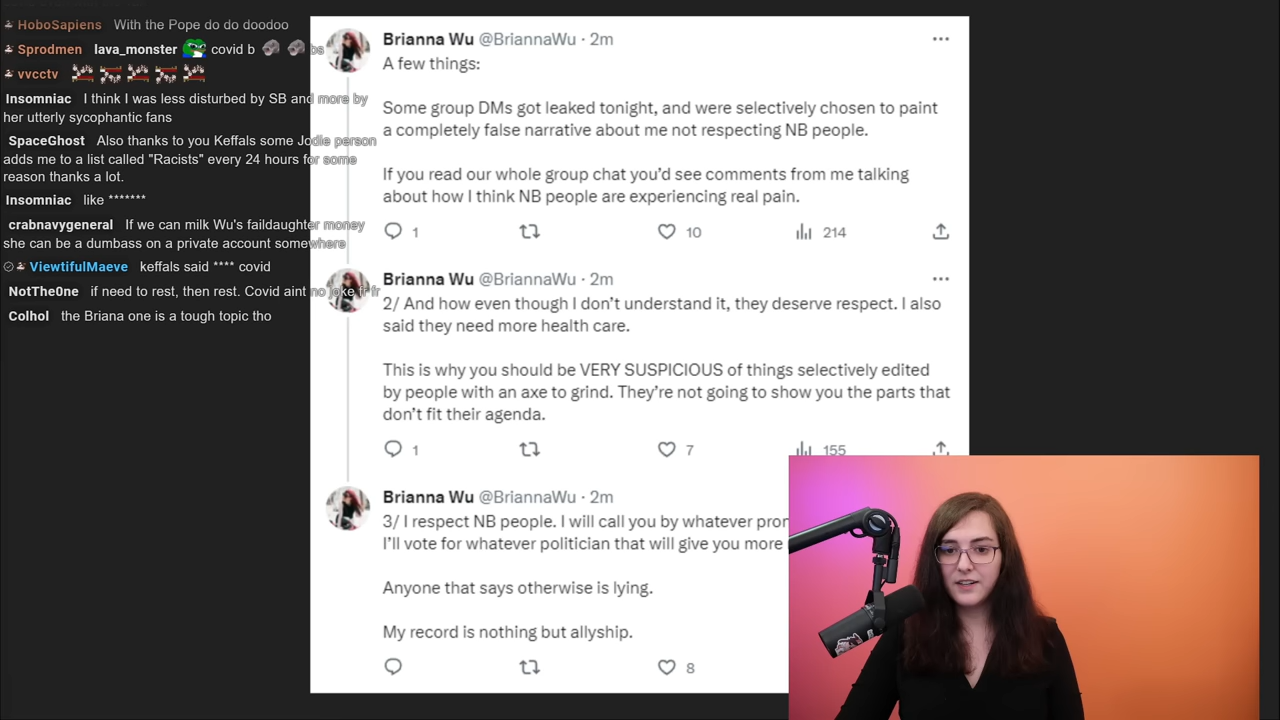 HoboSapiens With the Pope do do doodoo
Sprodmen lava_monster covid b bs
vvcctv
Insomniac I think I was less disturbed by SB and more by
her utterly sycophantic fans
SpaceGhost Also thanks to you Keffals some Jodie person
adds me to a list called "Racists" every 24 hours for some
reason thanks a lot.
Insomniac like *******
crabnavygeneral If we can milk Wu's faildaughter money
she can be a dumbass on a private account somewhere
ViewtifulMaeve keffals said **** covid
NotThe0ne if need to rest, then rest. Covid aint no joke fr fr
Colhol the Briana one is a tough topic tho
Brianna Wu @BriannaWu · 2m
A few things:
Some group DMs got leaked tonight, and were selectively chosen to paint
a completely false narrative about me not respecting NB people.
If you read our whole group chat you'd see comments from me talking
about how I think NB people are experiencing real pain.
1 10 214
Brianna Wu @BriannaWu · 2m
2/ And how even though I don't understand it, they deserve respect. I also
said they need more health care.
This is why you should be VERY SUSPICIOUS of things selectively edited
by people with an axe to grind. They're not going to show you the parts that
don't fit their agenda.
1 7 155
Brianna Wu @BriannaWu · 2m
3/ I respect NB people. I will call you by whatever pron
I'll vote for whatever politician that will give you more
Anyone that says otherwise is lying.
My record is nothing but allyship.
8